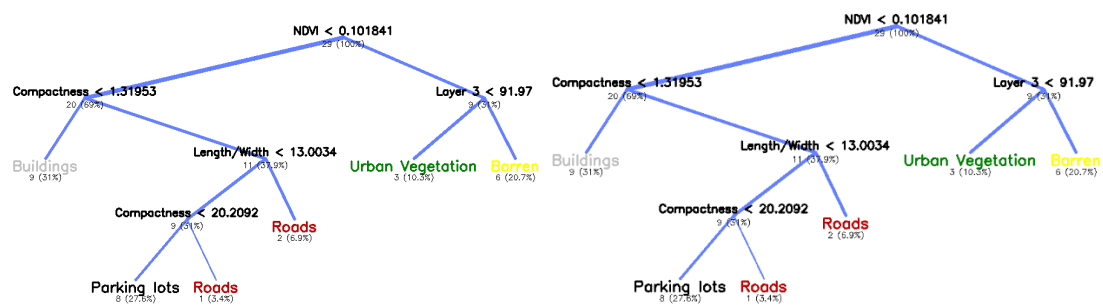 NDVI < 0.101841
29 (100%)
Compactness < 1.31953
20 (69%)
Layer 3 < 91.97
9 (31%)
Buildings
9 (31%)
Length/Width < 13.0034
11 (37.9%)
Urban Vegetation
3 (10.3%)
Barren
6 (20.7%)
Compactness < 20.2092
9 (31%)
Roads
2 (6.9%)
Parking lots
8 (27.6%)
Roads
1 (3.4%)
NDVI < 0.101841
29 (100%)
Compactness < 1.31953
20 (69%)
Layer 3 < 91.97
9 (31%)
Buildings
9 (31%)
Length/Width < 13.0034
11 (37.9%)
Urban Vegetation
3 (10.3%)
Barren
6 (20.7%)
Compactness < 20.2092
9 (31%)
Roads
2 (6.9%)
Parking lots
8 (27.6%)
Roads
1 (3.4%)